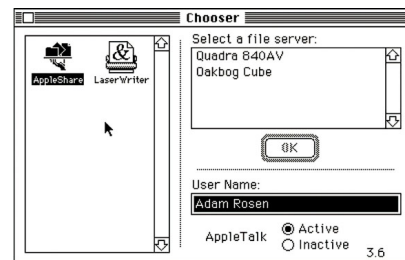 Chooser
AppleShare
LaserWriter
Select a file server:
Quadra 840AV
Oakbog Cube
OK
User Name:
Adam Rosen
AppleTalk
Active
Inactive
3.6